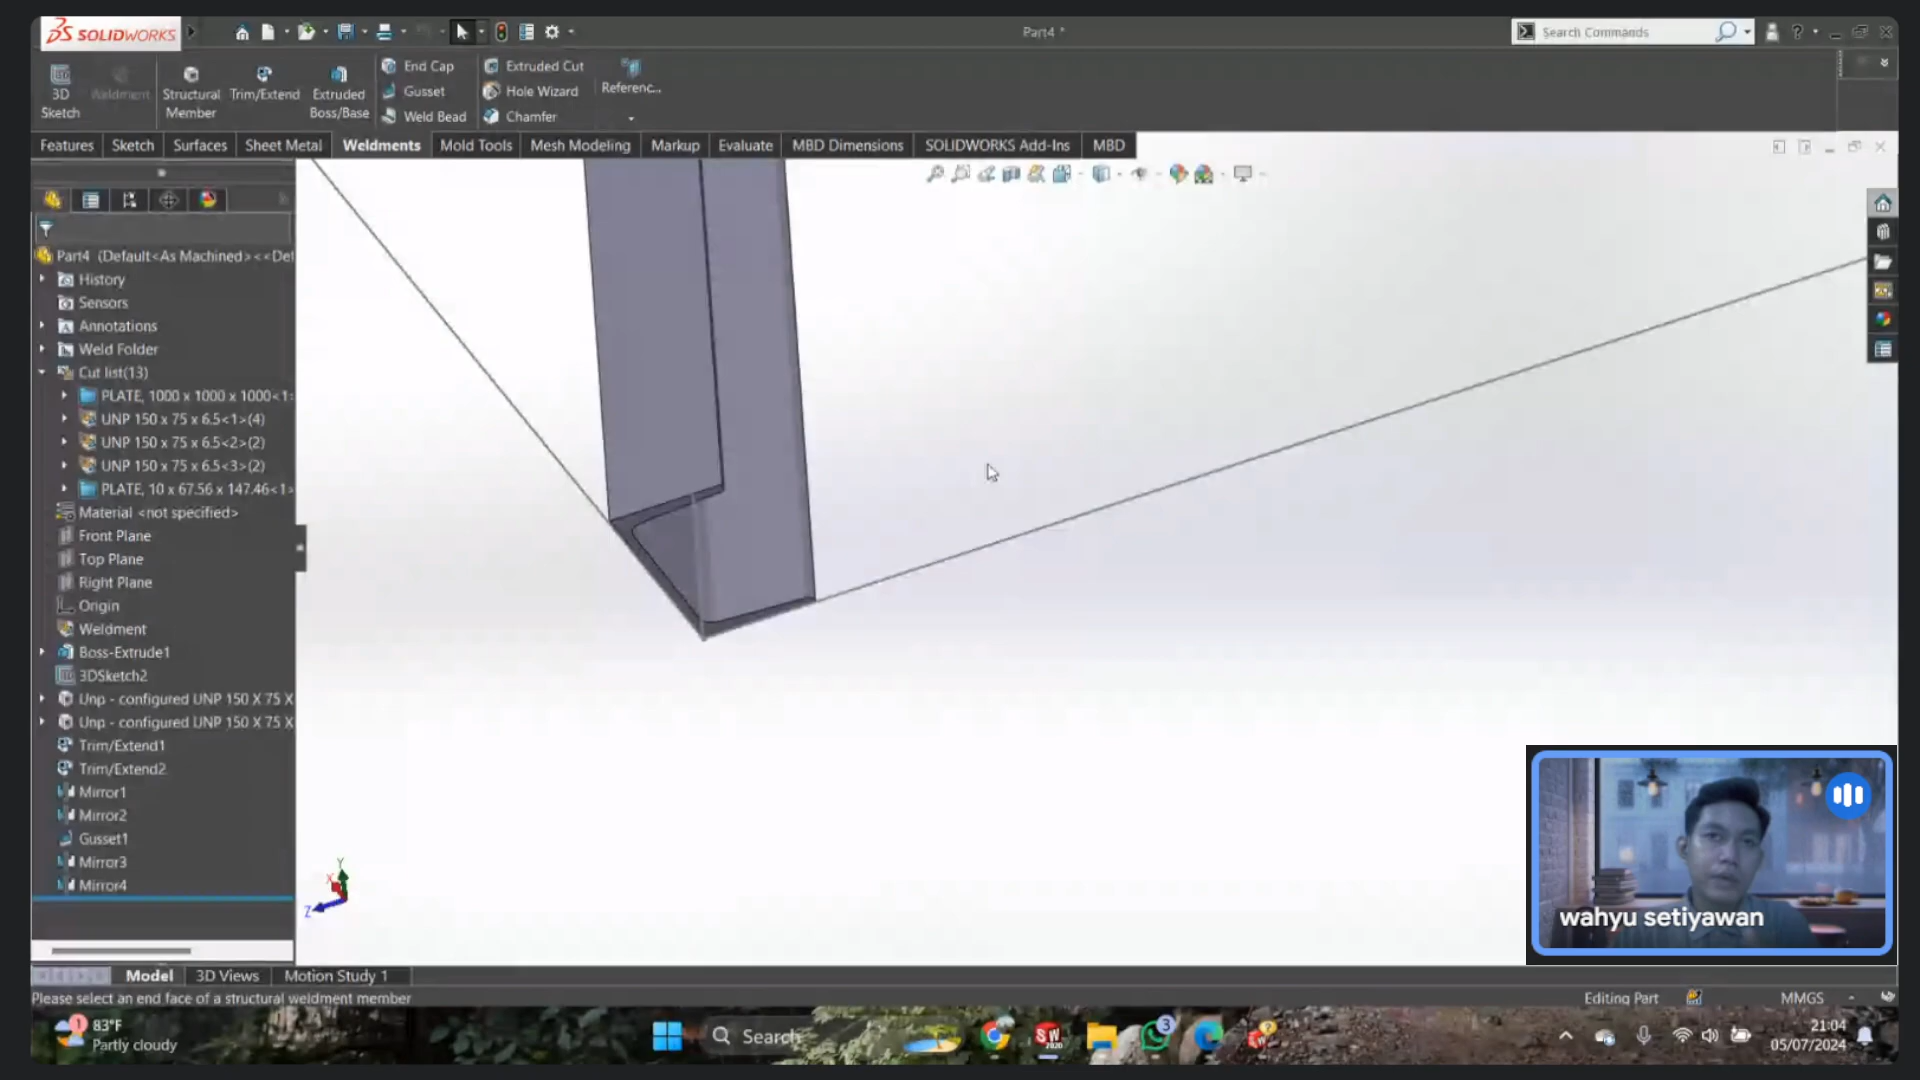 SOLIDWORKS
Part4 *
Search Commands
3D Sketch
Weldment
Structural Member
Trim/Extend
Extruded Boss/Base
End Cap
Gusset
Weld Bead
Extruded Cut
Hole Wizard
Chamfer
Referenc...
Features
Sketch
Surfaces
Sheet Metal
Weldments
Mold Tools
Mesh Modeling
Markup
Evaluate
MBD Dimensions
SOLIDWORKS Add-Ins
MBD
Part4 (Default<As Machined><<Def
History
Sensors
Annotations
Weld Folder
Cut list(13)
PLATE, 1000 x 1000 x 1000<1>
UNP 150 x 75 x 6.5<1>(4)
UNP 150 x 75 x 6.5<2>(2)
UNP 150 x 75 x 6.5<3>(2)
PLATE, 10 x 67.56 x 147.46<1>
Material <not specified>
Front Plane
Top Plane
Right Plane
Origin
Weldment
Boss-Extrude1
3DSketch2
Unp - configured UNP 150 X 75 X
Unp - configured UNP 150 X 75 X
Trim/Extend1
Trim/Extend2
Mirror1
Mirror2
Gusset1
Mirror3
Mirror4
Y
X
Z
wahyu setiyawan
Model
3D Views
Motion Study 1
Please select an end face of a structural weldment member
Editing Part
MMGS
1
83°F
Partly cloudy
Search
SW
2020
3
21:04
05/07/2024